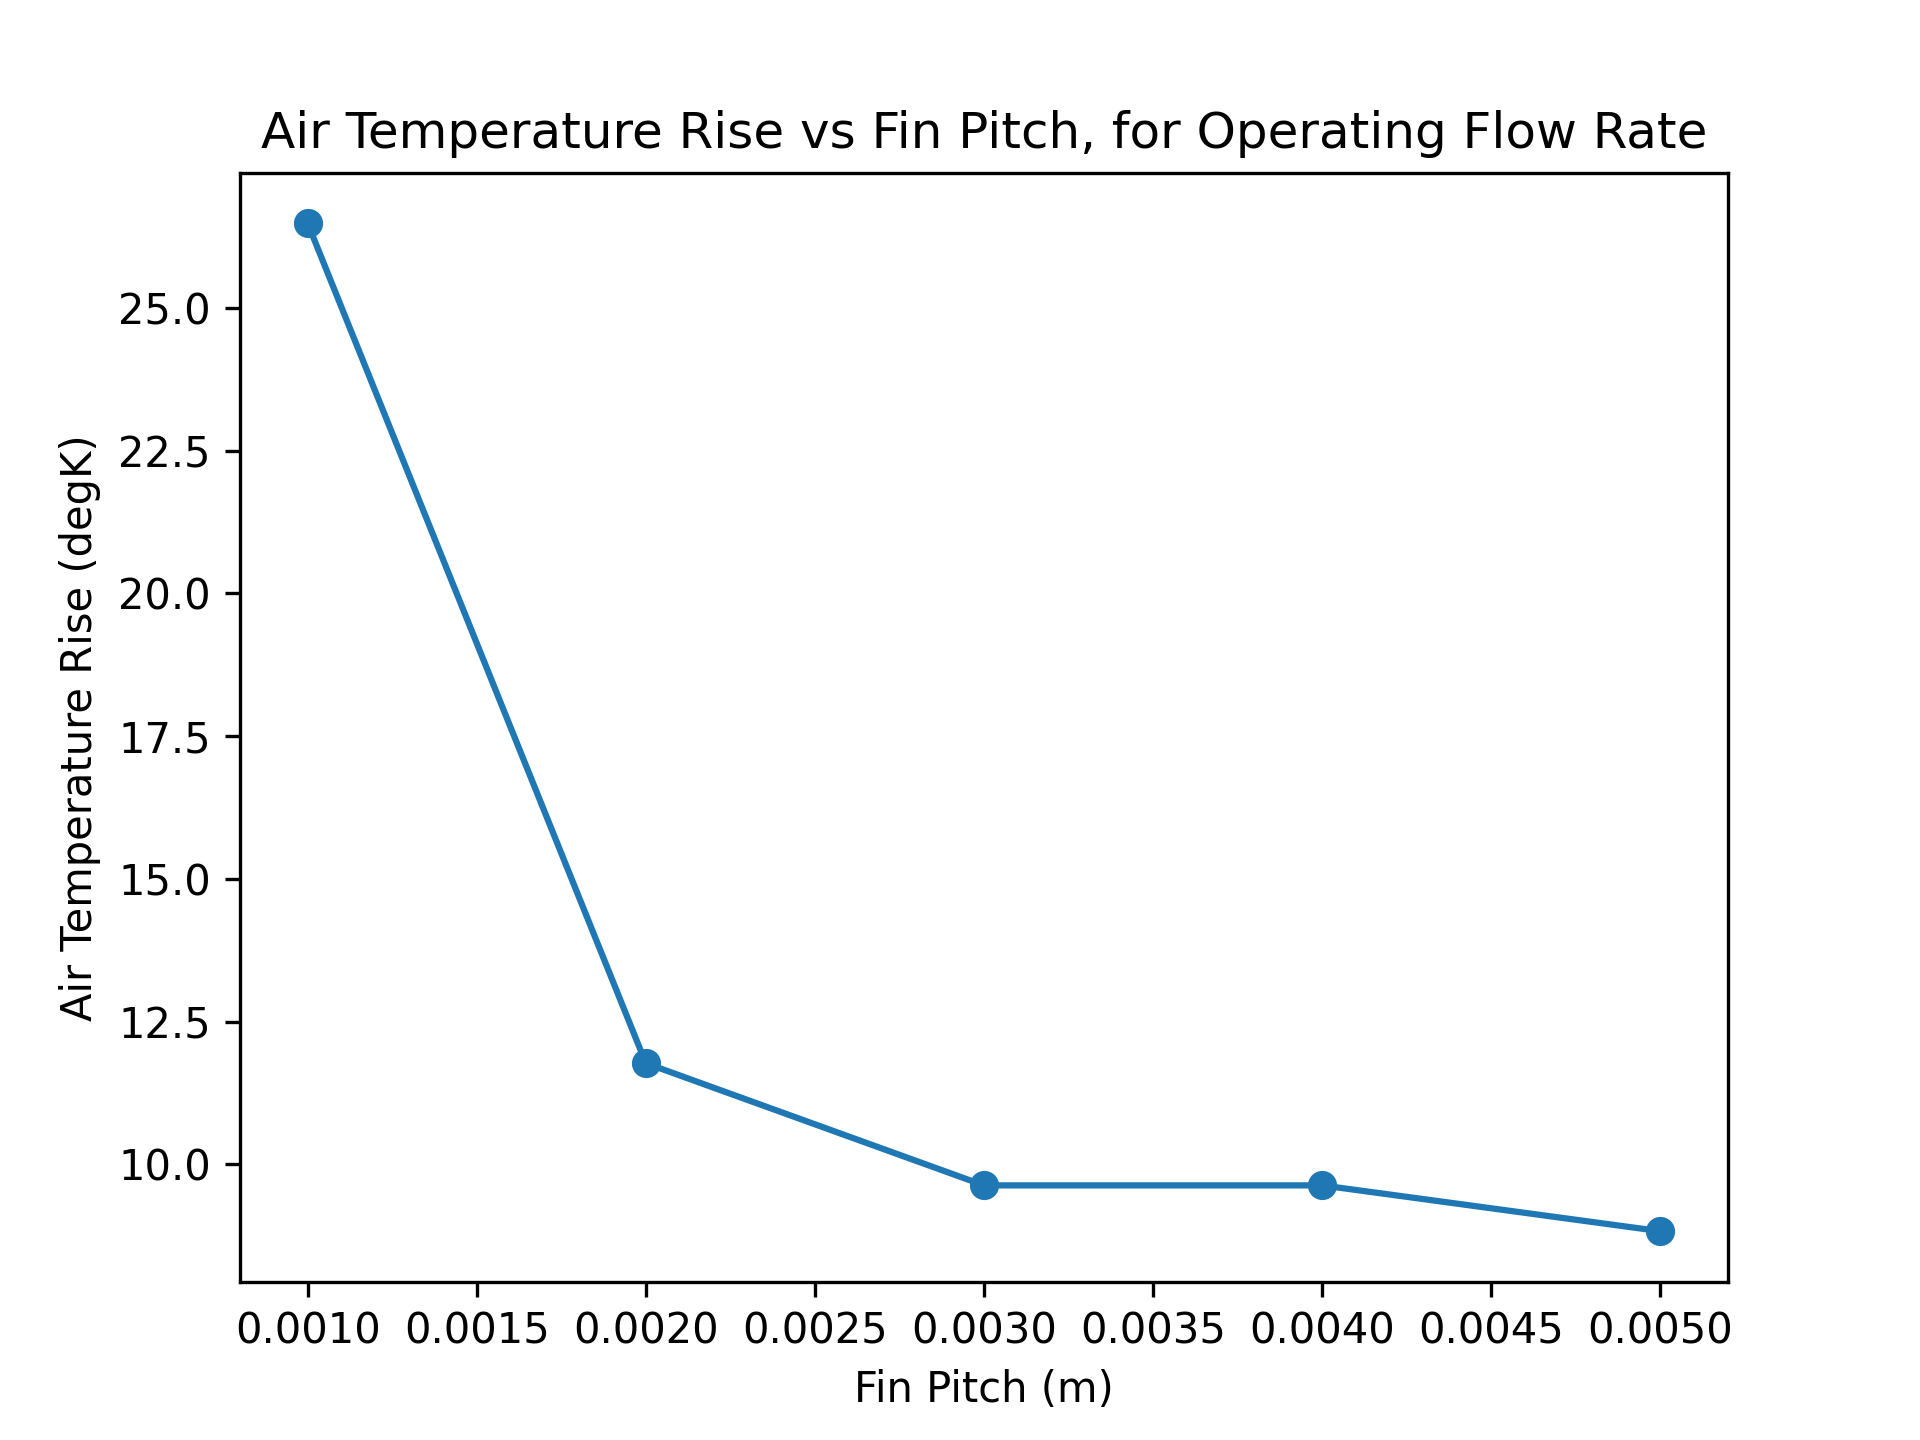 Air Temperature Rise vs Fin Pitch, for Operating Flow Rate
Air Temperature Rise (degK)
25.0
22.5
20.0
17.5
15.0
12.5
10.0
0.0010 0.0015 0.0020 0.0025 0.0030 0.0035 0.0040 0.0045 0.0050
Fin Pitch (m)